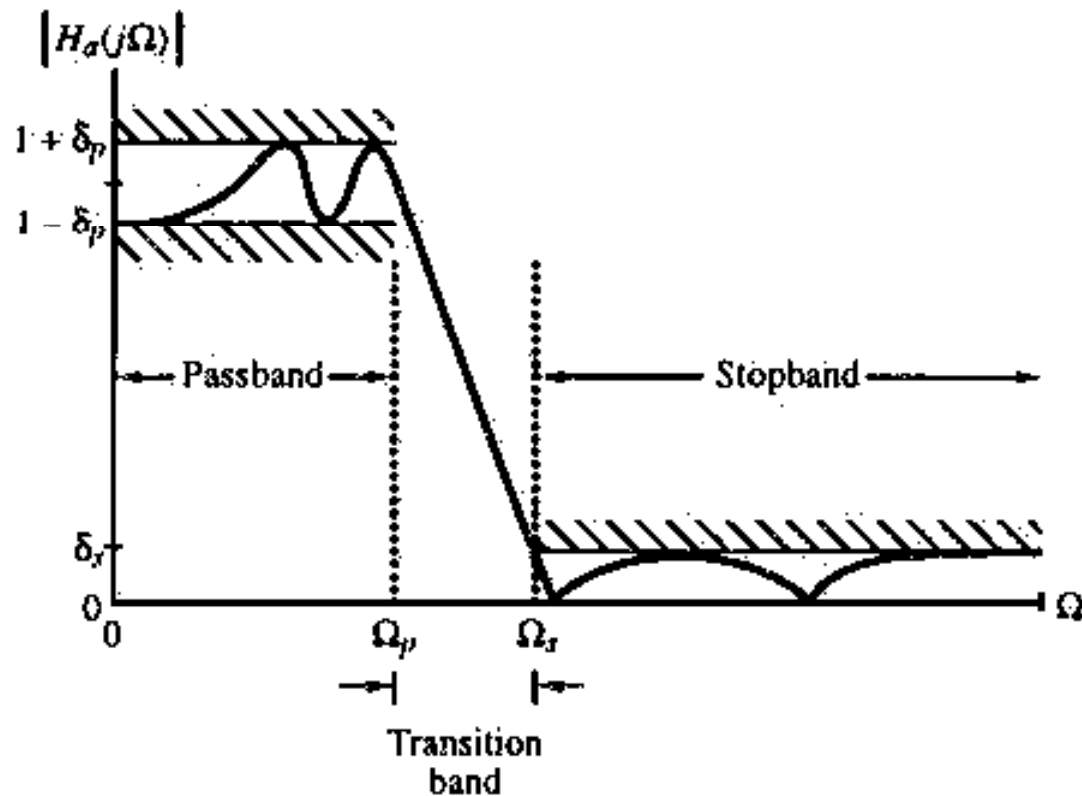 |Hₐ(jΩ)|
1 + δₚ
1 – δₚ
Passband
Stopband
δₛ
0
0
Ωₚ
Ωₛ
Ω
Transition
band